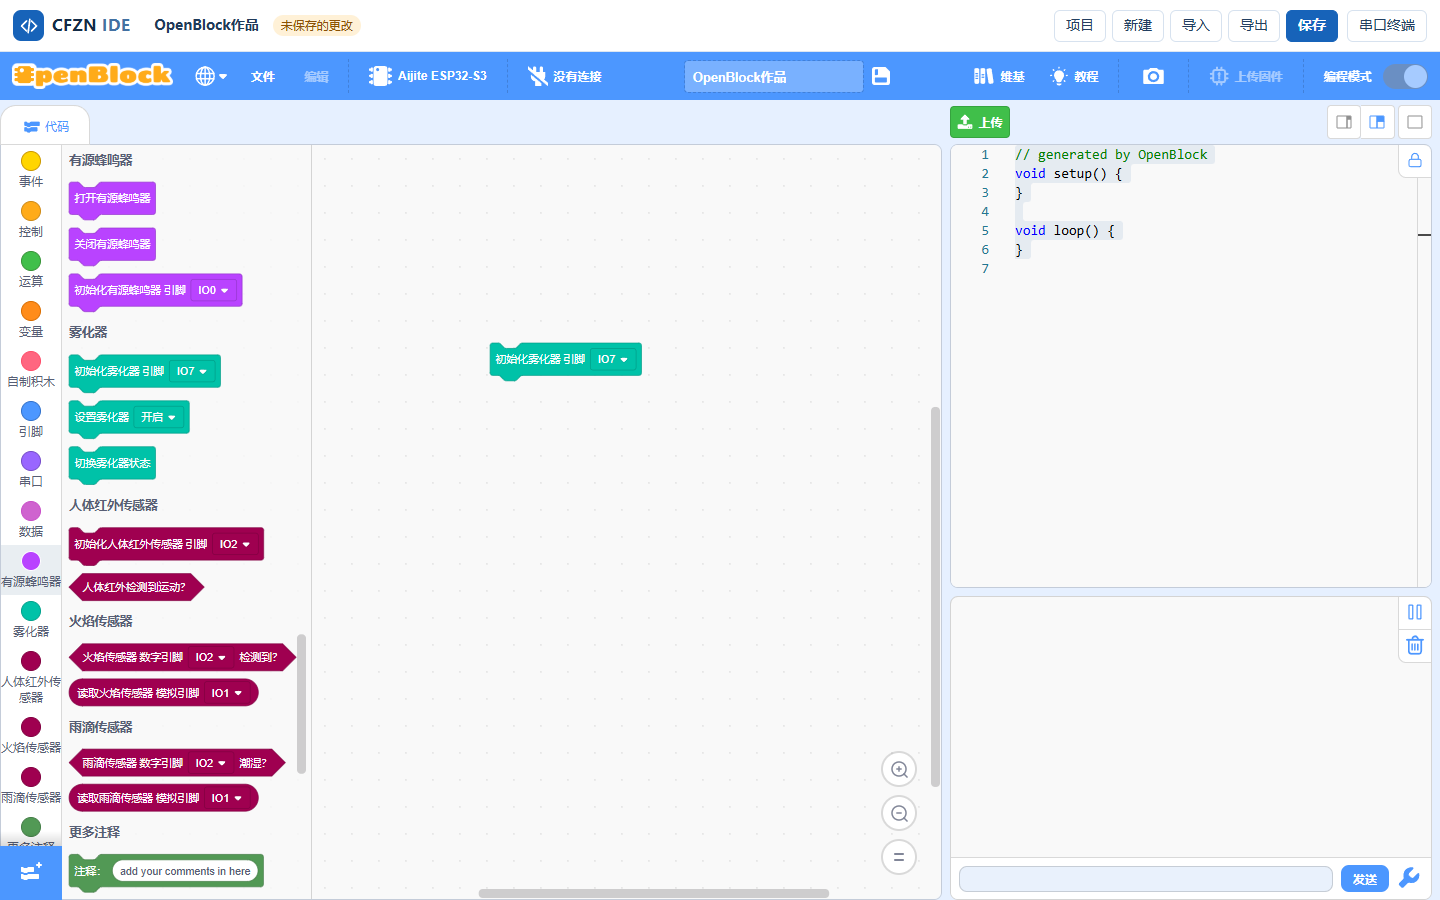 CFZN IDE OpenBlock作品 未保存的更改 项目 新建 导入 导出 保存 串口终端
OpenBlock 文件 编辑 Aijite ESP32-S3 没有连接 OpenBlock作品 维基 教程 上传固件 编程模式
代码 上传
事件
控制
运算
变量
自制积木
引脚
串口
数据
有源蜂鸣器
雾化器
人体红外传
感器
火焰传感器
雨滴传感器
更多注释
有源蜂鸣器
打开有源蜂鸣器
关闭有源蜂鸣器
初始化有源蜂鸣器 引脚 IO0
雾化器
初始化雾化器 引脚 IO7
设置雾化器 开启
切换雾化器状态
人体红外传感器
初始化人体红外传感器 引脚 IO2
人体红外检测到运动?
火焰传感器
火焰传感器 数字引脚 IO2 检测到?
读取火焰传感器 模拟引脚 IO1
雨滴传感器
雨滴传感器 数字引脚 IO2 潮湿?
读取雨滴传感器 模拟引脚 IO1
更多注释
注释: add your comments in here
初始化雾化器 引脚 IO7
1 // generated by OpenBlock
2 void setup() {
3 }
4
5 void loop() {
6 }
7
发送